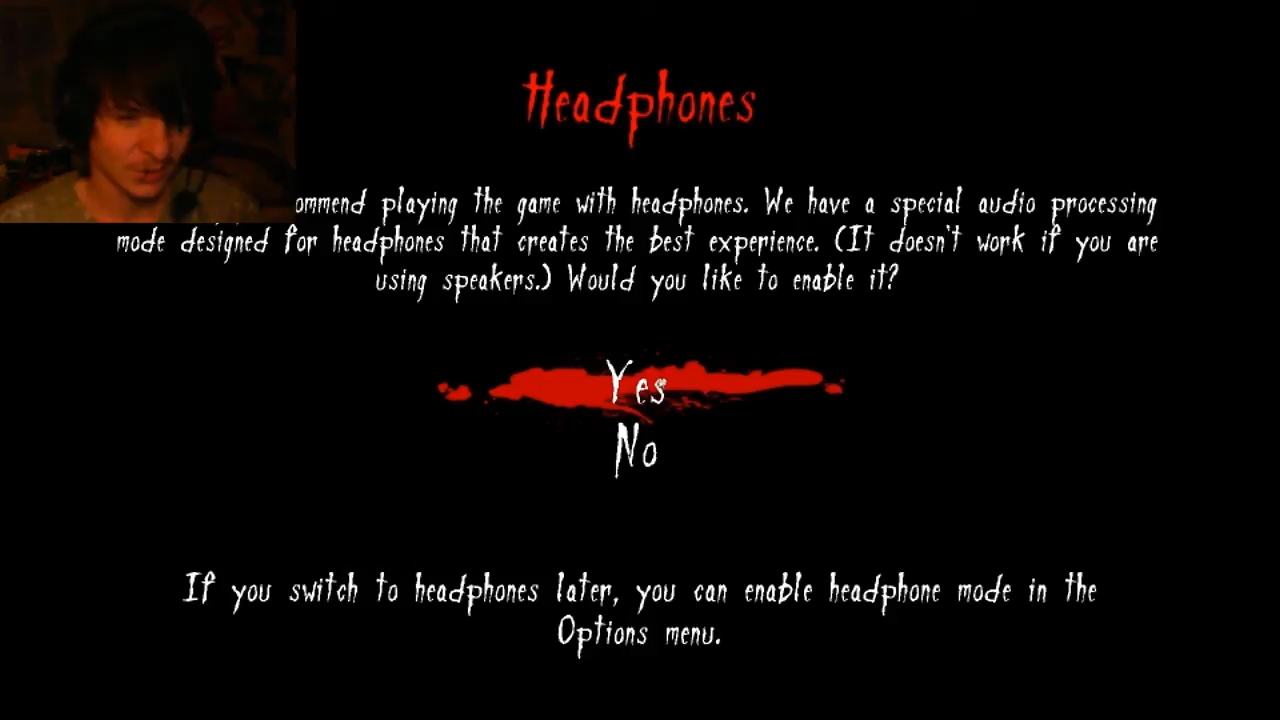 Headphones
ommend playing the game with headphones. We have a special audio processing
mode designed for headphones that creates the best experience. (It doesn't work if you are
using speakers.) Would you like to enable it?
Yes
No
If you switch to headphones later, you can enable headphone mode in the
Options menu.